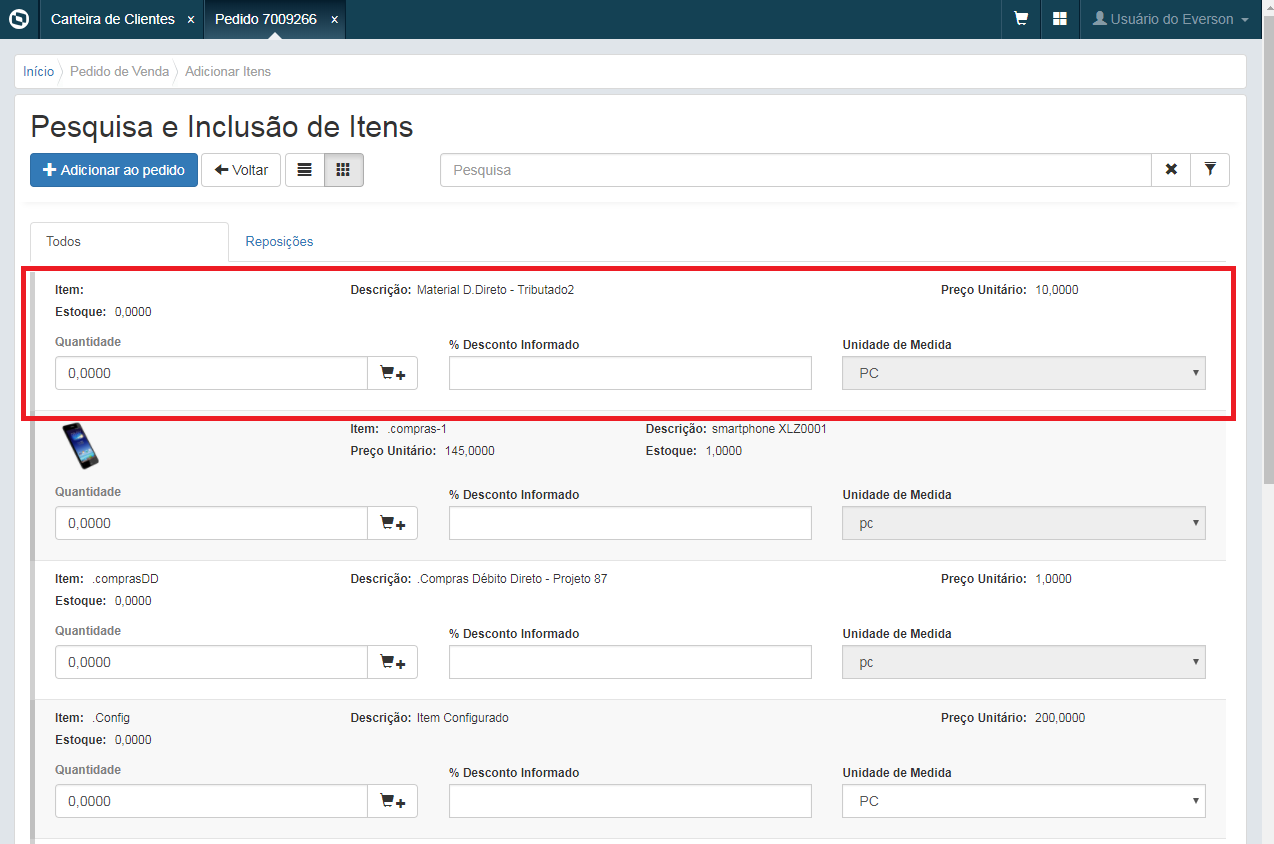 Carteira de Clientes x Pedido 7009266 x Usuário do Everson
Início Pedido de Venda Adicionar Itens
Pesquisa e Inclusão de Itens
Adicionar ao pedido Voltar Pesquisa
Todos Reposições
Item: Descrição: Material D.Direto - Tributado2 Preço Unitário: 10,0000
Estoque: 0,0000
Quantidade % Desconto Informado Unidade de Medida
0,0000 PC
Item: .compras-1 Descrição: smartphone XLZ0001
Preço Unitário: 145,0000 Estoque: 1,0000
Quantidade % Desconto Informado Unidade de Medida
0,0000 pc
Item: .comprasDD Descrição: .Compras Débito Direto - Projeto 87 Preço Unitário: 1,0000
Estoque: 0,0000
Quantidade % Desconto Informado Unidade de Medida
0,0000 pc
Item: .Config Descrição: Item Configurado Preço Unitário: 200,0000
Estoque: 0,0000
Quantidade % Desconto Informado Unidade de Medida
0,0000 PC